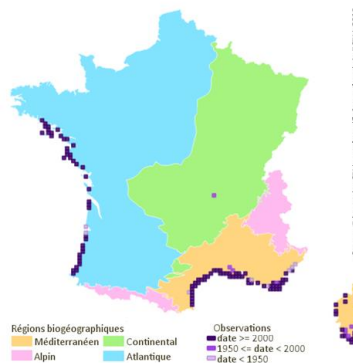 Régions biogéographiques
Méditerranéen
Continental
Alpin
Atlantique
Observations
date >= 2000
1950 <= date < 2000
date < 1950